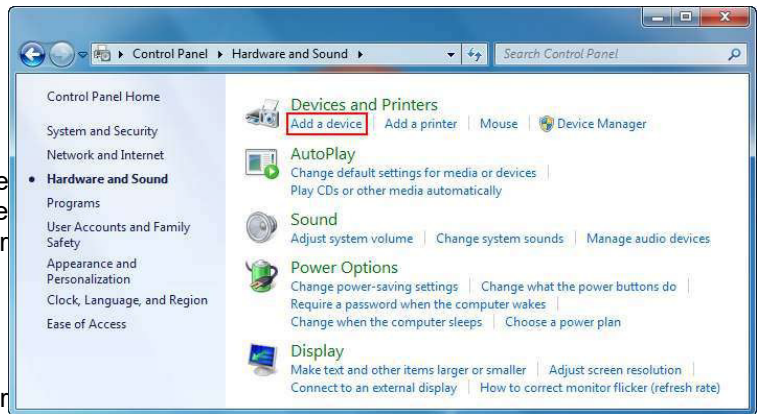 Control Panel Hardware and Sound
Search Control Panel
Control Panel Home
System and Security
Network and Internet
Hardware and Sound
Programs
User Accounts and Family
Safety
Appearance and
Personalization
Clock, Language, and Region
Ease of Access
Devices and Printers
Add a device Add a printer Mouse Device Manager
AutoPlay
Change default settings for media or devices
Play CDs or other media automatically
Sound
Adjust system volume Change system sounds Manage audio devices
Power Options
Change power-saving settings Change what the power buttons do
Require a password when the computer wakes
Change when the computer sleeps Choose a power plan
Display
Make text and other items larger or smaller Adjust screen resolution
Connect to an external display How to correct monitor flicker (refresh rate)